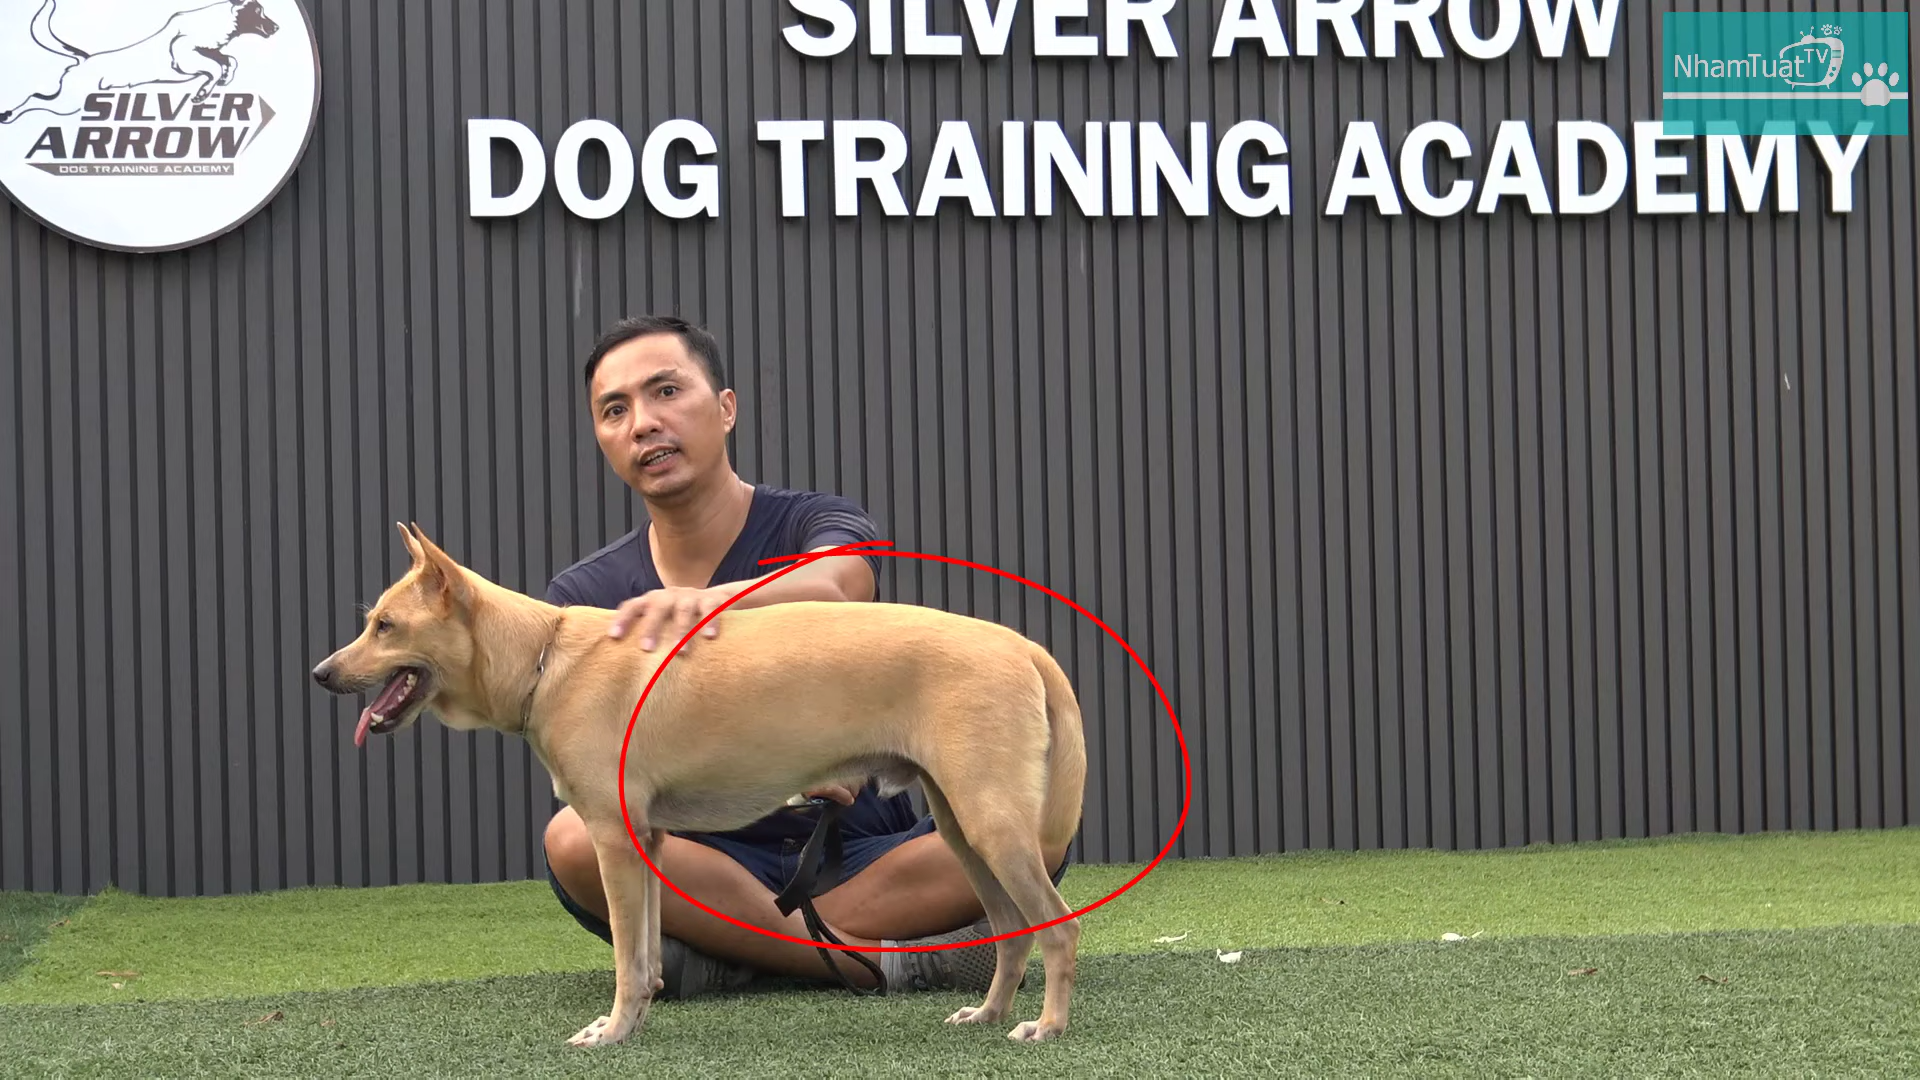 SILVER ARROW
DOG TRAINING ACADEMY
SILVER
ARROW
DOG TRAINING ACADEMY
NhamTuatTV